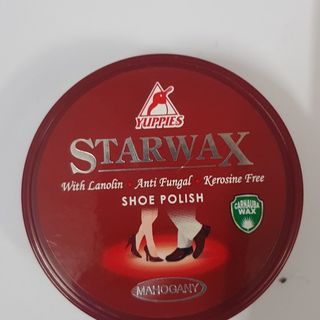 YUPPIES
STARWAX
With Lanolin · Anti Fungal · Kerosine Free
SHOE POLISH
CARNAUBA
WAX
MAHOGANY